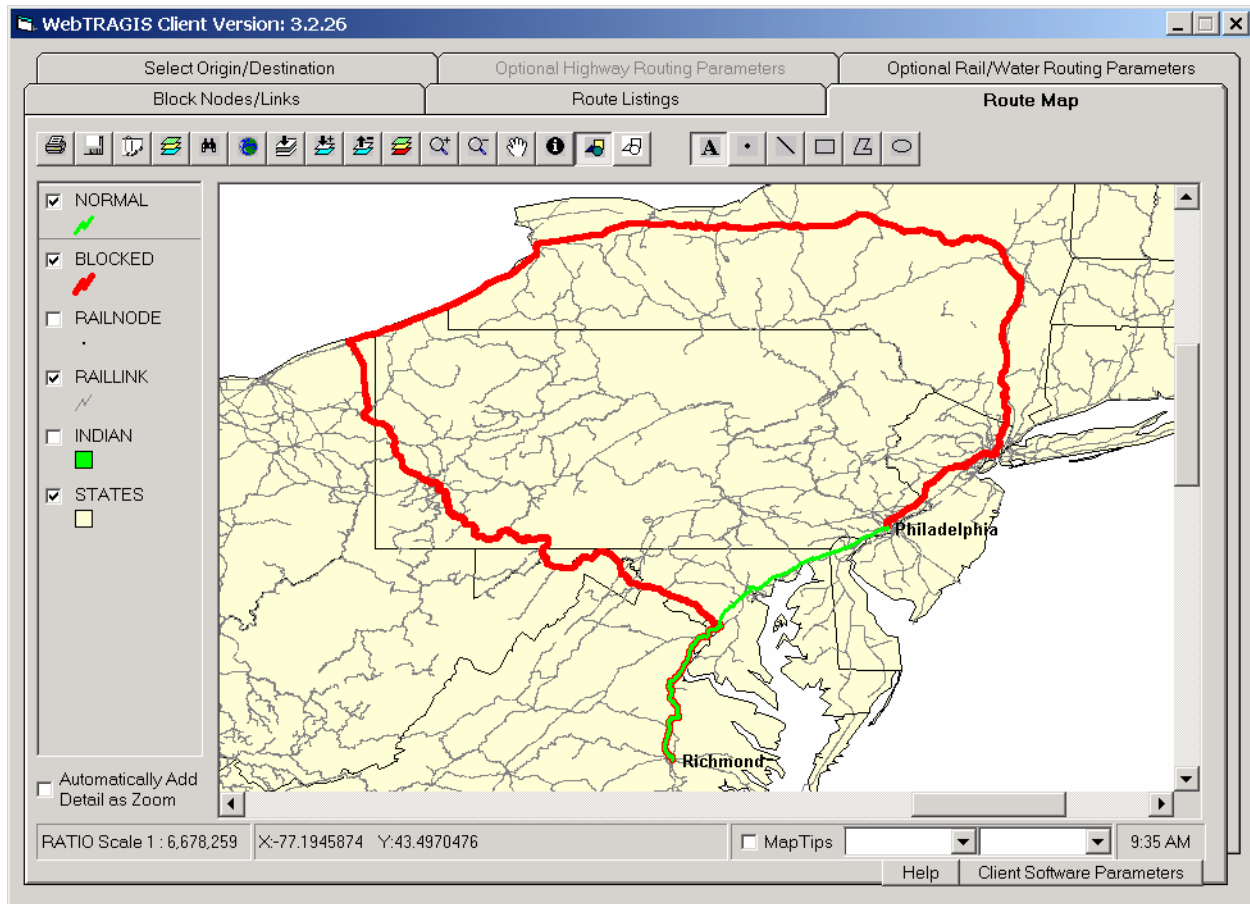 WebTRAGIS Client Version: 3.2.26
Select Origin/Destination
Optional Highway Routing Parameters
Optional Rail/Water Routing Parameters
Block Nodes/Links
Route Listings
Route Map
A
NORMAL
BLOCKED
RAILNODE
RAILLINK
INDIAN
STATES
Philadelphia
Richmond
Automatically Add
Detail as Zoom
RATIO Scale 1 : 6,678,259
X:-77.1945874 Y:43.4970476
MapTips
9:35 AM
Help
Client Software Parameters